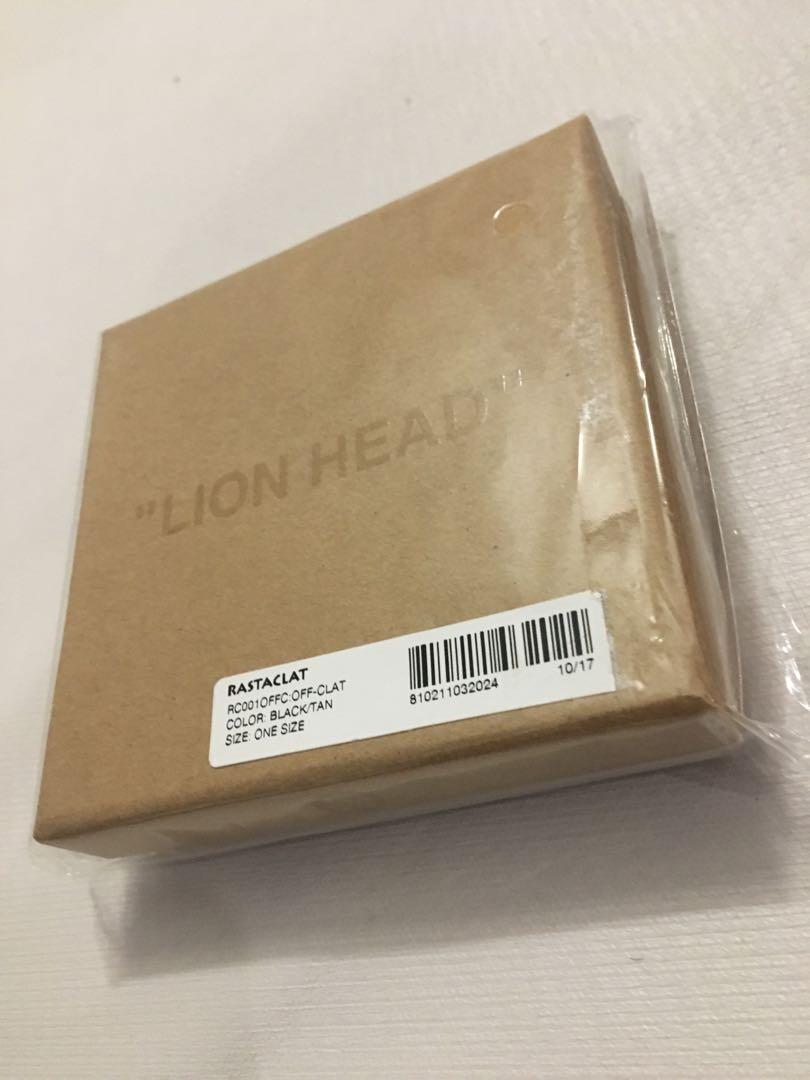 "LION HEAD"
RASTACLAT
RC001OFFC:OFF-CLAT
COLOR: BLACK/TAN
SIZE: ONE SIZE
810211032024
10/17